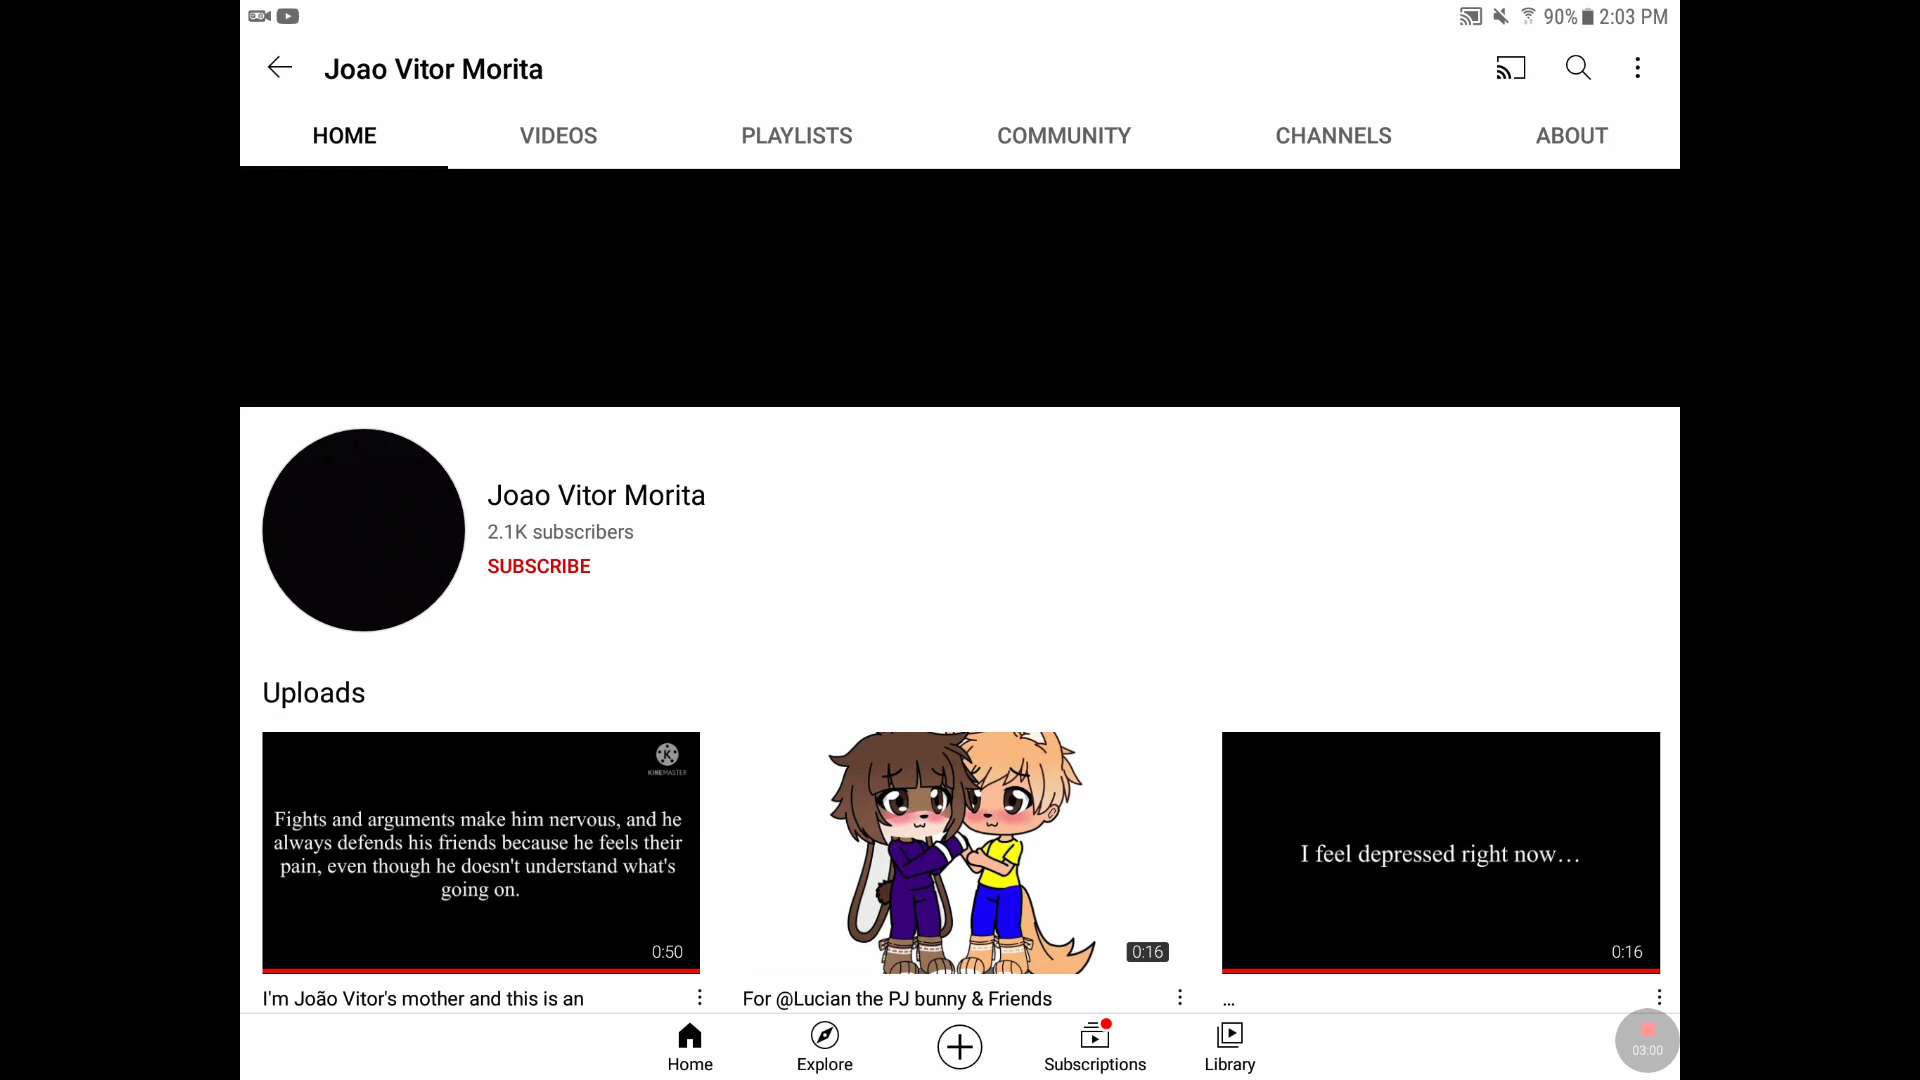 90% 2:03 PM
Joao Vitor Morita
HOME VIDEOS PLAYLISTS COMMUNITY CHANNELS ABOUT
Joao Vitor Morita
2.1K subscribers
SUBSCRIBE
Uploads
KINEMASTER
Fights and arguments make him nervous, and he
always defends his friends because he feels their
pain, even though he doesn't understand what's
going on.
0:50
I'm João Vitor's mother and this is an
0:16
For @Lucian the PJ bunny & Friends
I feel depressed right now...
0:16
...
Home Explore Subscriptions Library
03:00